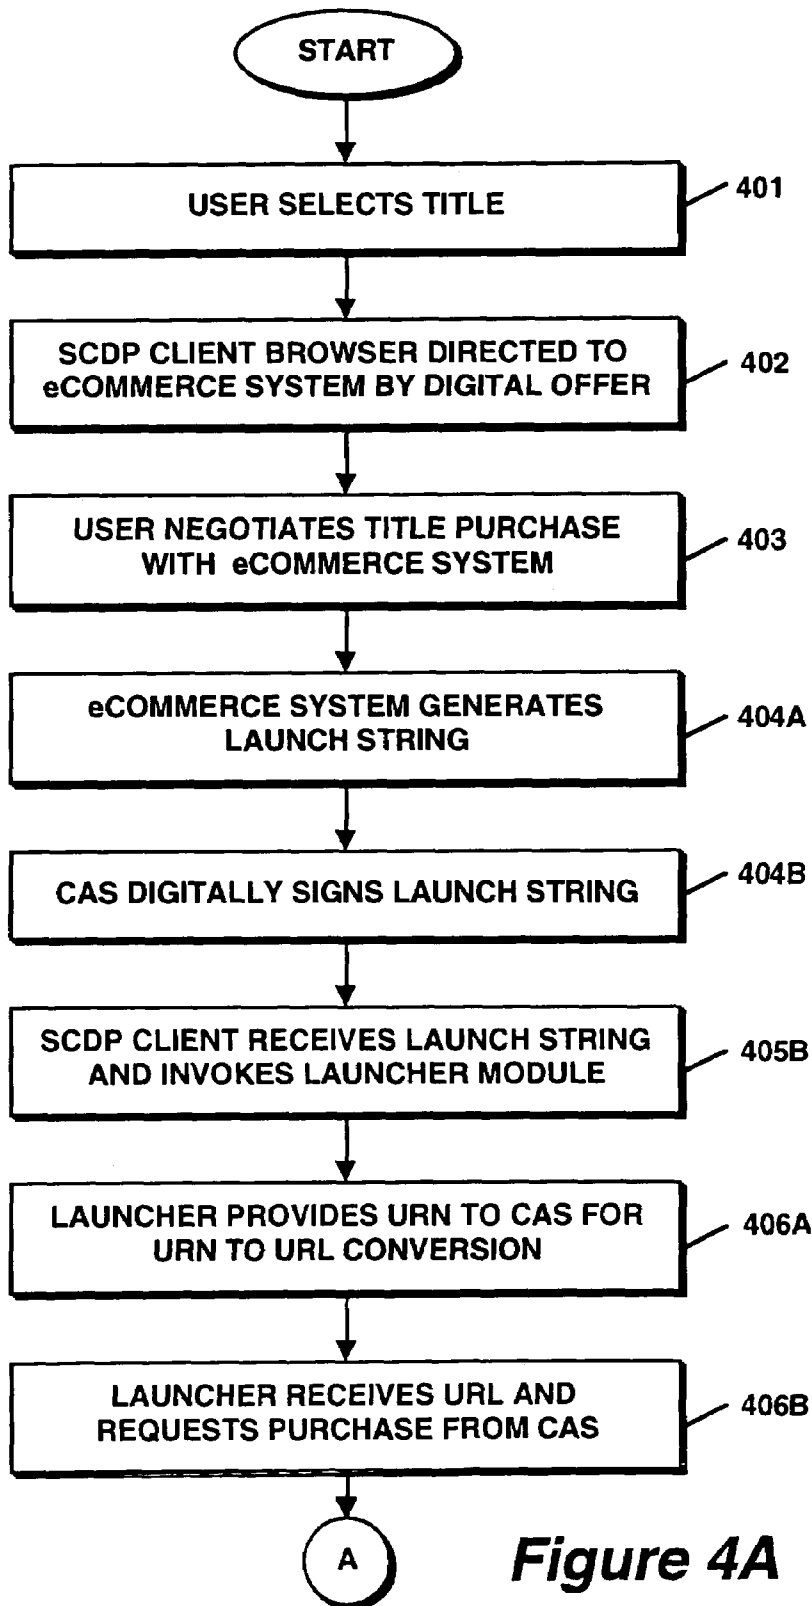 START
USER SELECTS TITLE
401
SCDP CLIENT BROWSER DIRECTED TO
eCOMMERCE SYSTEM BY DIGITAL OFFER
402
USER NEGOTIATES TITLE PURCHASE
WITH eCOMMERCE SYSTEM
403
eCOMMERCE SYSTEM GENERATES
LAUNCH STRING
404A
CAS DIGITALLY SIGNS LAUNCH STRING
404B
SCDP CLIENT RECEIVES LAUNCH STRING
AND INVOKES LAUNCHER MODULE
405B
LAUNCHER PROVIDES URN TO CAS FOR
URN TO URL CONVERSION
406A
LAUNCHER RECEIVES URL AND
REQUESTS PURCHASE FROM CAS
406B
A
Figure 4A